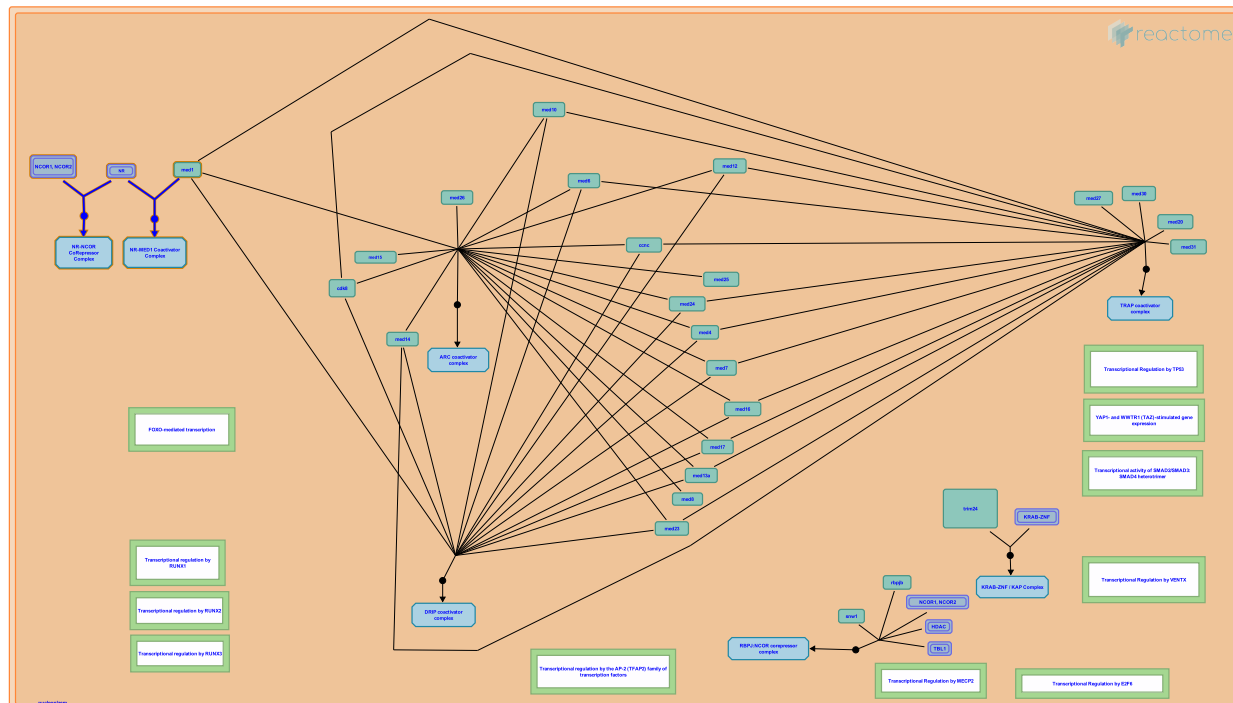 reactome
med10
NCOR1, NCOR2
NR
med1
med12
med6
med27
med30
med20
med31
med26
ccnc
med15
NR-NCOR
CoRepressor
Complex
NR-MED1 Coactivator
Complex
cdk8
med25
med24
TRAP coactivator
complex
med14
med4
ARC coactivator
complex
med7
Transcriptional Regulation by TP53
med16
YAP1- and WWTR1 (TAZ)-stimulated gene
expression
FOXO-mediated transcription
med17
Transcriptional activity of SMAD2/SMAD3:
SMAD4 heterotrimer
med13a
med8
trim24
KRAB-ZNF
med23
Transcriptional regulation by
RUNX1
KRAB-ZNF / KAP Complex
Transcriptional Regulation by VENTX
rbpjb
Transcriptional regulation by RUNX2
DRIP coactivator
complex
NCOR1, NCOR2
snw1
HDAC
TBL1
RBPJ:NCOR corepressor
complex
Transcriptional regulation by RUNX3
Transcriptional regulation by the AP-2 (TFAP2) family of
transcription factors
Transcriptional Regulation by MECP2
Transcriptional Regulation by E2F6